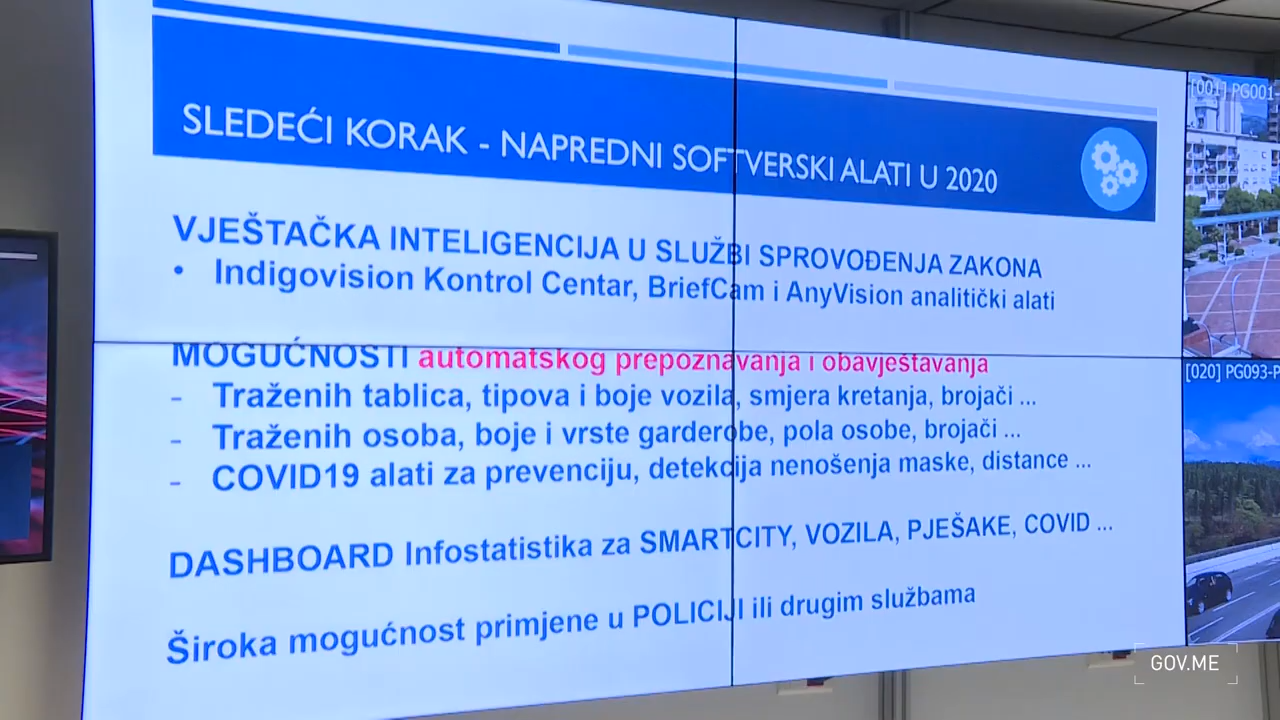 SLEDEĆI KORAK - NAPREDNI SOFTVERSKI ALATI U 2020
VJEŠTAČKA INTELIGENCIJA U SLUŽBI SPROVOĐENJA ZAKONA
• Indigovision Kontrol Centar, BriefCam i AnyVision analitički alati
MOGUĆNOSTI automatskog prepoznavanja i obavještavanja
- Traženih tablica, tipova i boje vozila, smjera kretanja, brojači ...
- Traženih osoba, boje i vrste garderobe, pola osobe, brojači ...
- COVID19 alati za prevenciju, detekcija nenošenja maske, distance ...
DASHBOARD Infostatistika za SMARTCITY, VOZILA, PJEŠAKE, COVID ...
Široka mogućnost primjene u POLICIJI ili drugim službama
[001] PG001-
[020] PG093-P
GOV.ME